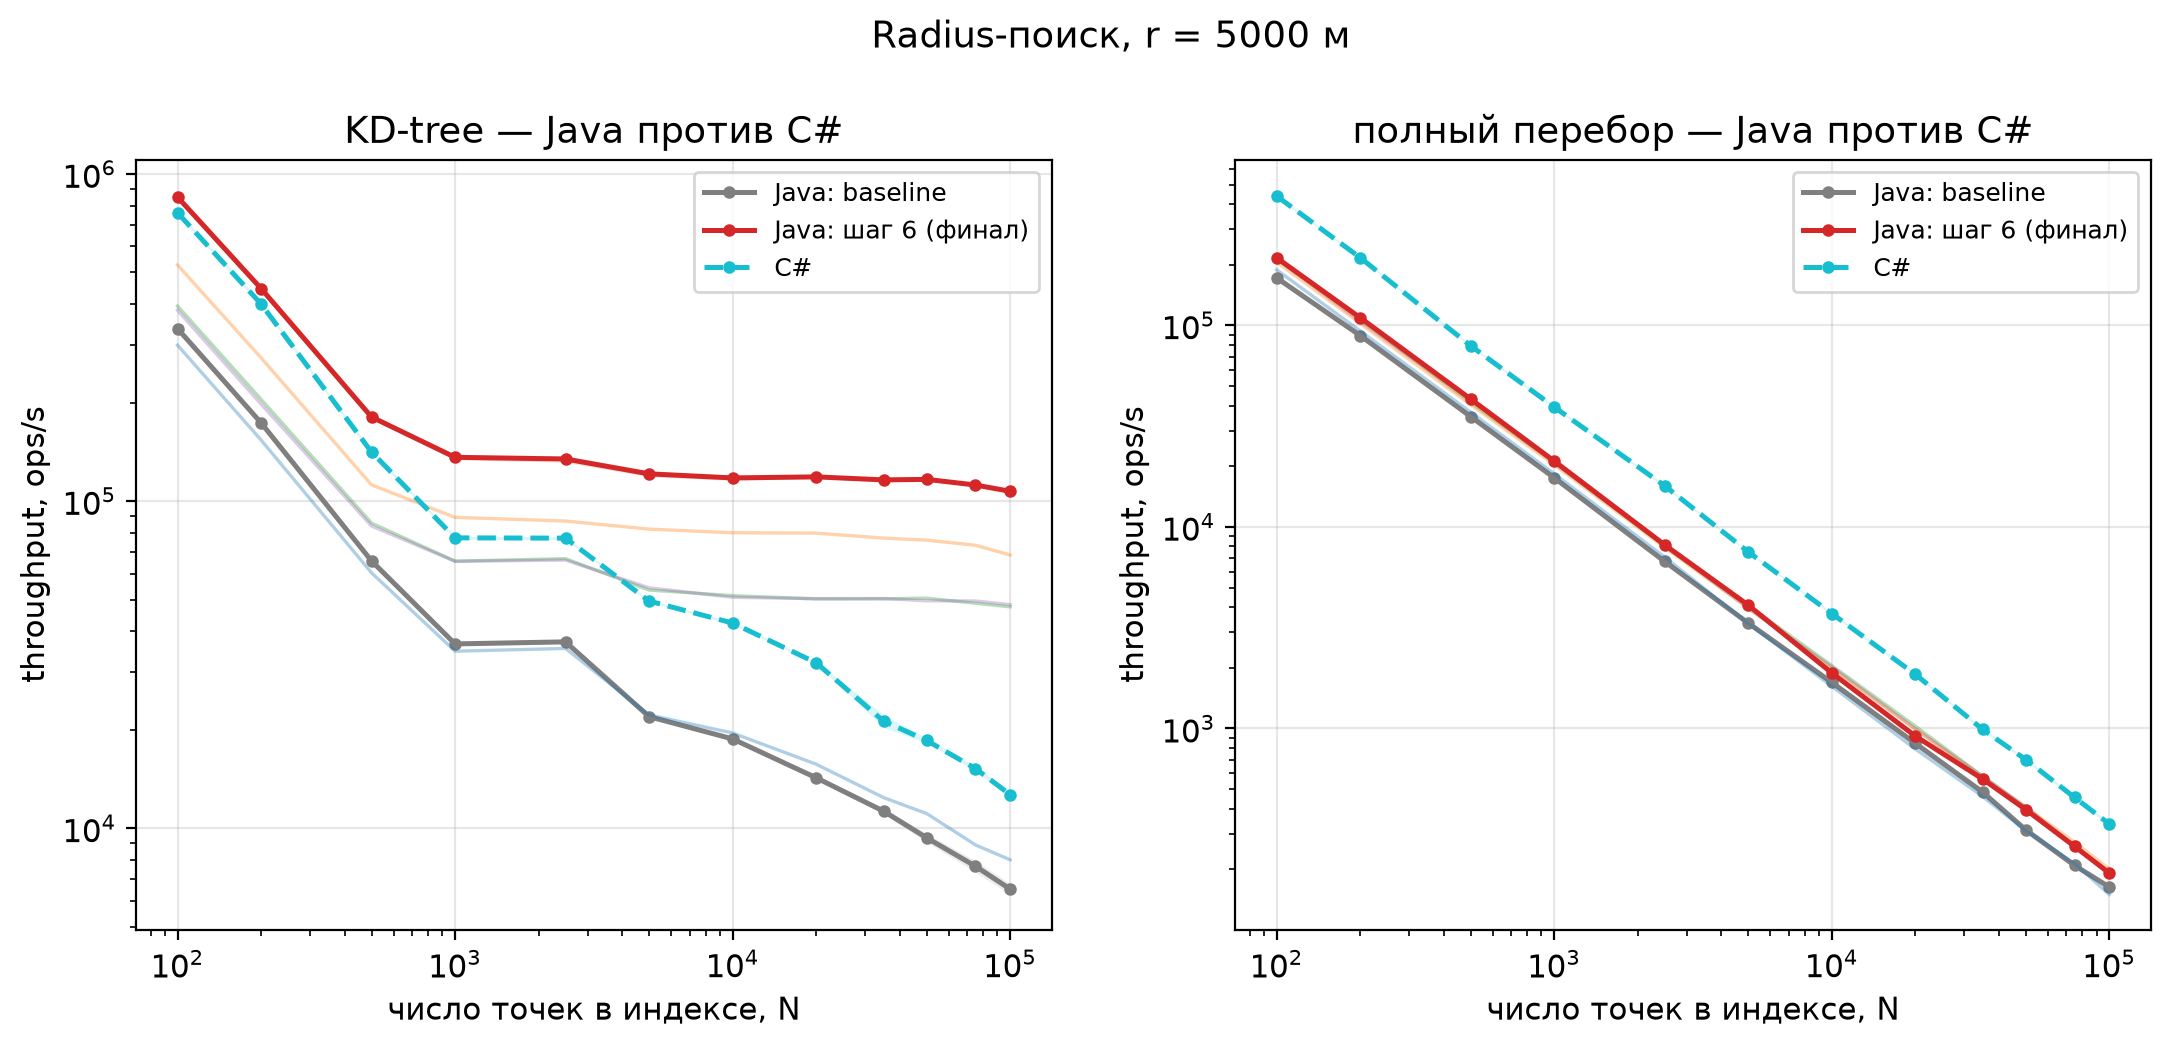 Radius-поиск, r = 5000 м
KD-tree — Java против C#
10⁶
10⁵
10⁴
throughput, ops/s
Java: baseline
Java: шаг 6 (финал)
C#
10² 10³ 10⁴ 10⁵
число точек в индексе, N
полный перебор — Java против C#
10⁵
10⁴
10³
throughput, ops/s
Java: baseline
Java: шаг 6 (финал)
C#
10² 10³ 10⁴ 10⁵
число точек в индексе, N